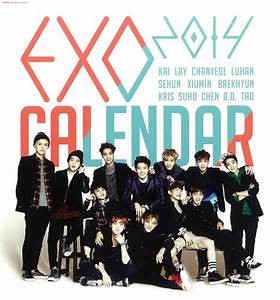 EXO 2014
KAI LAY CHANYEOL LUHAN
SEHUN XIUMIN BAEKHYUN
KRIS SUHO CHEN D.O. TAO
CALENDAR